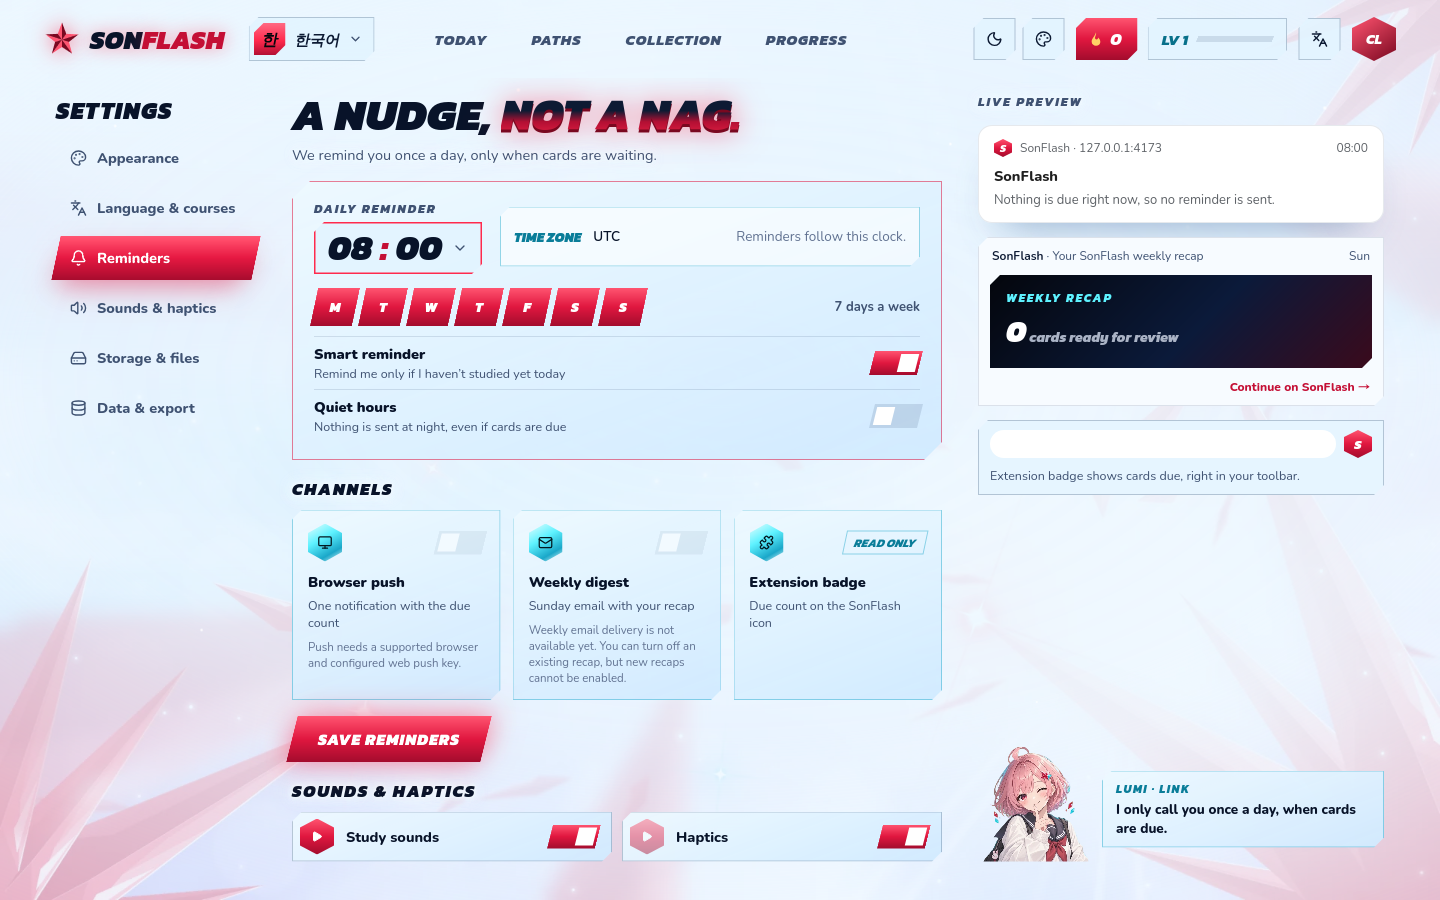 SONFLASH
한 한국어
TODAY PATHS COLLECTION PROGRESS
0
LV 1
CL
SETTINGS
Appearance
Language & courses
Reminders
Sounds & haptics
Storage & files
Data & export
A NUDGE, NOT A NAG.
We remind you once a day, only when cards are waiting.
DAILY REMINDER
08 : 00
TIME ZONE UTC Reminders follow this clock.
M T W T F S S
7 days a week
Smart reminder
Remind me only if I haven't studied yet today
Quiet hours
Nothing is sent at night, even if cards are due
CHANNELS
Browser push
One notification with the due
count
Push needs a supported browser
and configured web push key.
Weekly digest
Sunday email with your recap
Weekly email delivery is not
available yet. You can turn off an
existing recap, but new recaps
cannot be enabled.
READ ONLY
Extension badge
Due count on the SonFlash
icon
SAVE REMINDERS
SOUNDS & HAPTICS
Study sounds
Haptics
LIVE PREVIEW
S SonFlash · 127.0.0.1:4173 08:00
SonFlash
Nothing is due right now, so no reminder is sent.
SonFlash · Your SonFlash weekly recap Sun
WEEKLY RECAP
0 cards ready for review
Continue on SonFlash →
S
Extension badge shows cards due, right in your toolbar.
LUMI · LINK
I only call you once a day, when cards
are due.